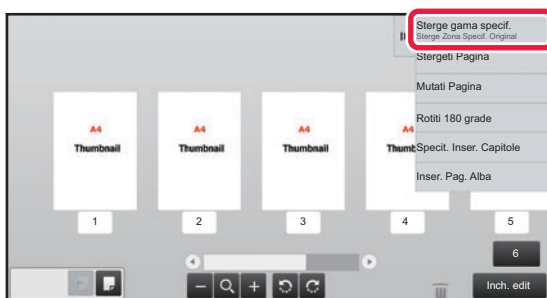 Sterge gama specif.
Sterge Zona Specif. Original
Stergeti Pagina
Mutati Pagina
Rotiti 180 grade
Specit. Inser. Capitole
Inser. Pag. Alba
A4
Thumbnail
A4
Thumbnail
A4
Thumbnail
A4
1
2
3
4
5
6
Inch. edit